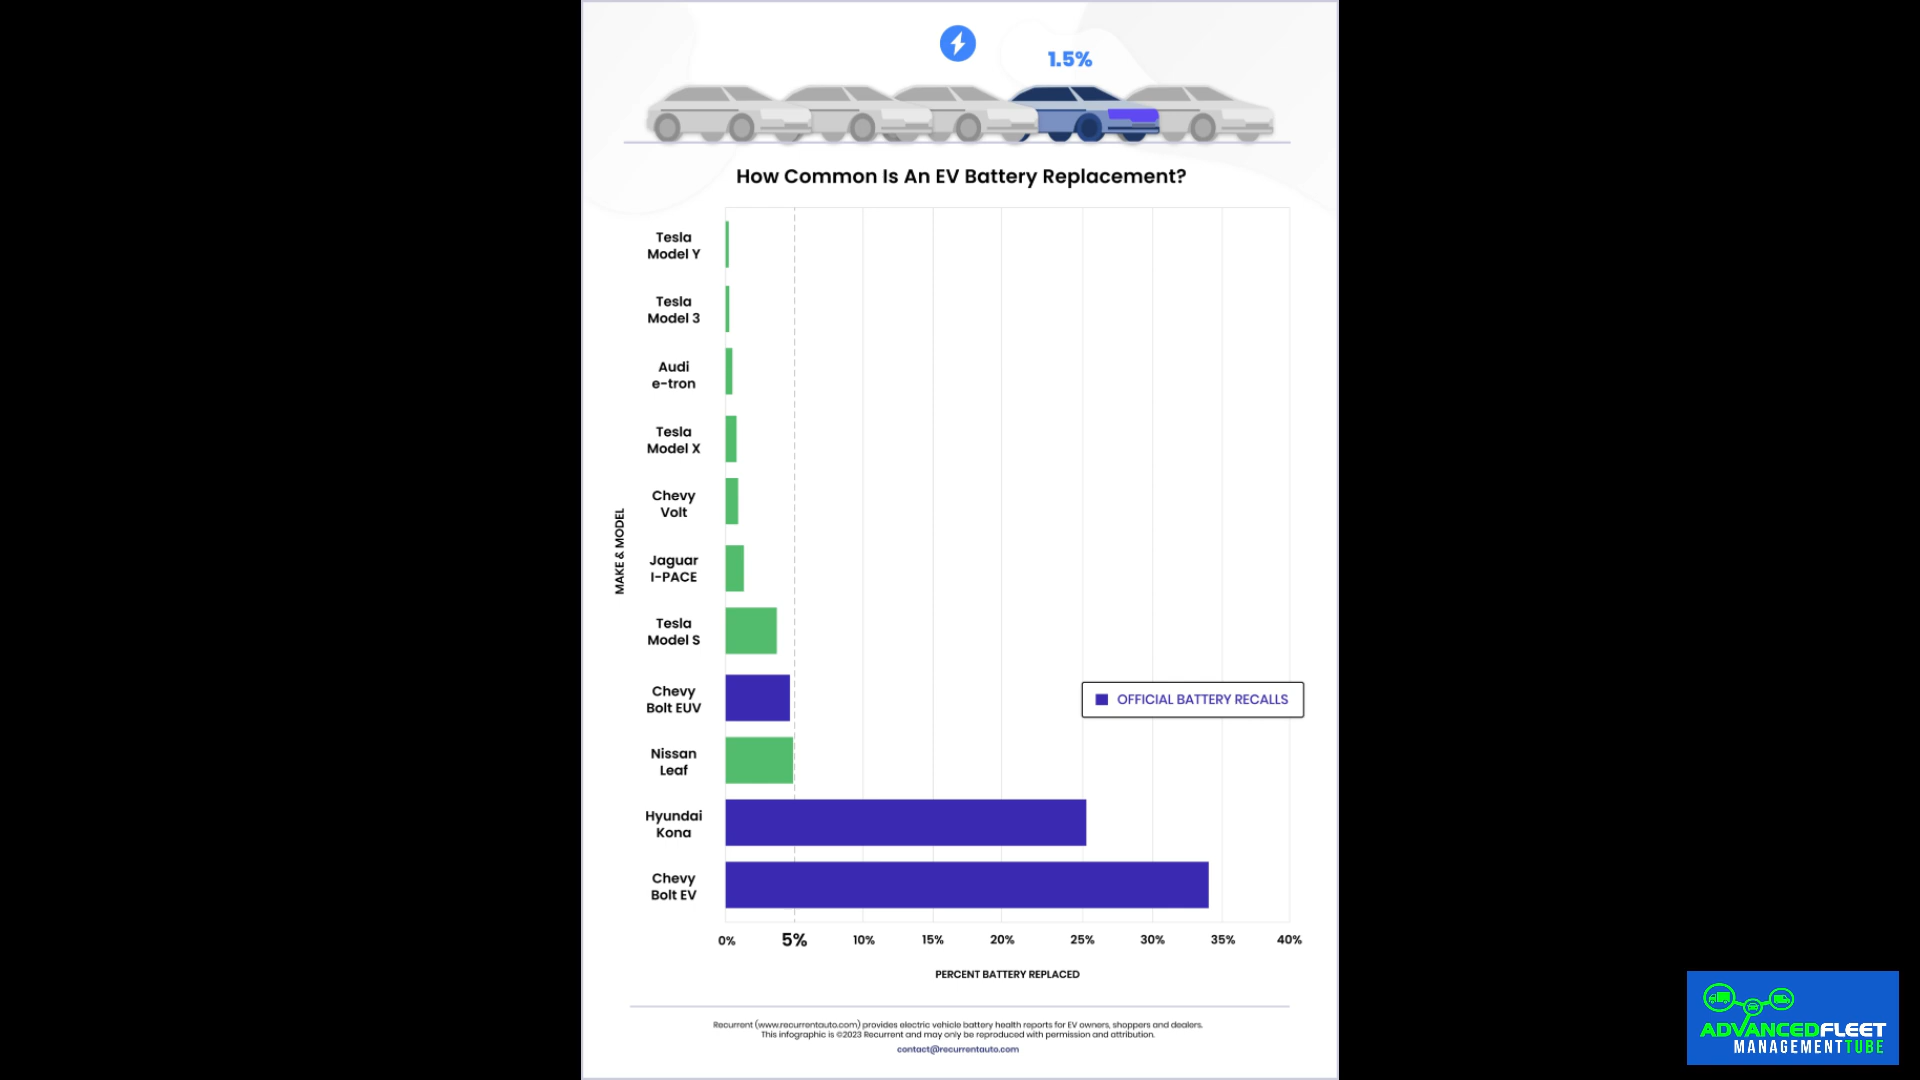 1.5%
How Common Is An EV Battery Replacement?
Tesla
Model Y
Tesla
Model 3
Audi
e-tron
Tesla
Model X
Chevy
Volt
Jaguar
I-PACE
Tesla
Model S
Chevy
Bolt EUV
Nissan
Leaf
Hyundai
Kona
Chevy
Bolt EV
MAKE & MODEL
OFFICIAL BATTERY RECALLS
0% 5% 10% 15% 20% 25% 30% 35% 40%
PERCENT BATTERY REPLACED
Recurrent (www.recurrentauto.com) provides electric vehicle battery health reports for EV owners, shoppers and dealers.
This infographic is ©2023 Recurrent and may only be reproduced with permission and attribution.
contact@recurrentauto.com
ADVANCEDFLEET
MANAGEMENTTUBE